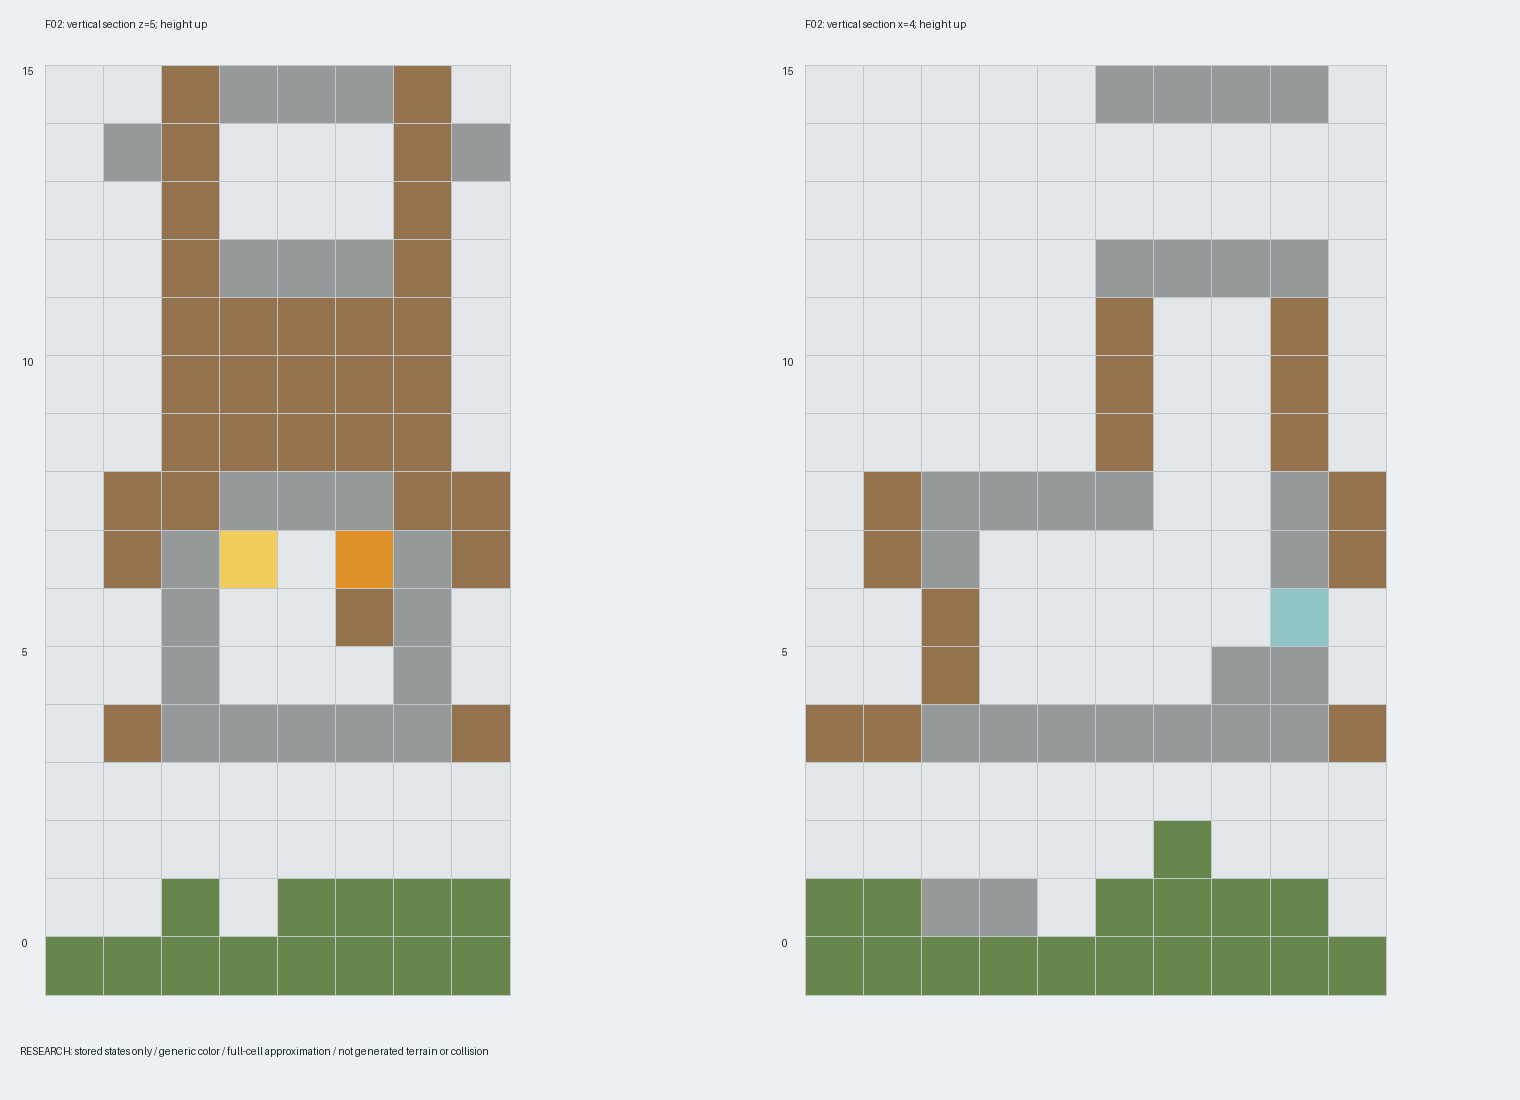 F02: vertical section z=5; height up
F02: vertical section x=4; height up
15
15
10
10
5
5
0
0
RESEARCH: stored states only / generic color / full-cell approximation / not generated terrain or collision